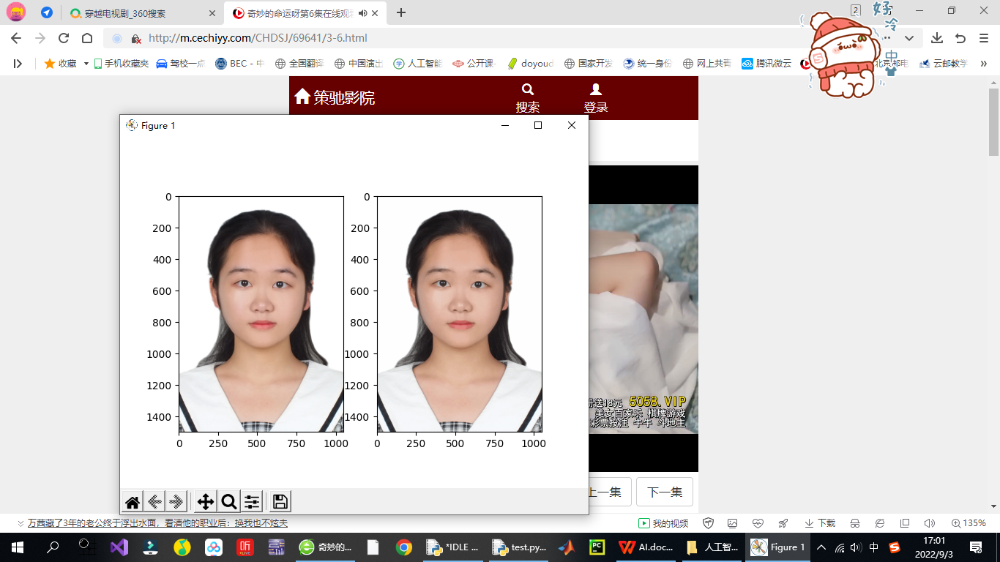 穿越电视剧_360搜索
奇妙的命运呀第6集在线观看
2
http://m.cechiyy.com/CHDSJ/69641/3-6.html
收藏
手机收藏夹
驾校一点
BEC - 中
全国翻译
中国演出
人工智能
公开课-
doyoud
国家开发
统一身份
网上共青
腾讯微云
北京邮电
云邮教学
好
冷
中
策驰影院
搜索
登录
Figure 1
0
200
400
600
800
1000
1200
1400
0
250
500
750
1000
0
200
400
600
800
1000
1200
1400
0
250
500
750
1000
册送18元 5058.VIP
美女百家乐 棋牌游戏
彩票投注 牛牛 斗地主
上一集
下一集
万茜藏了3年的老公终于浮出水面，看清他的职业后：换我也不炫夫
我的视频
下载
135%
听
LIVE
奇妙的...
*IDLE ...
test.py...
PC
AI.doc...
人工智...
Figure 1
中
S
17:01
2022/9/3